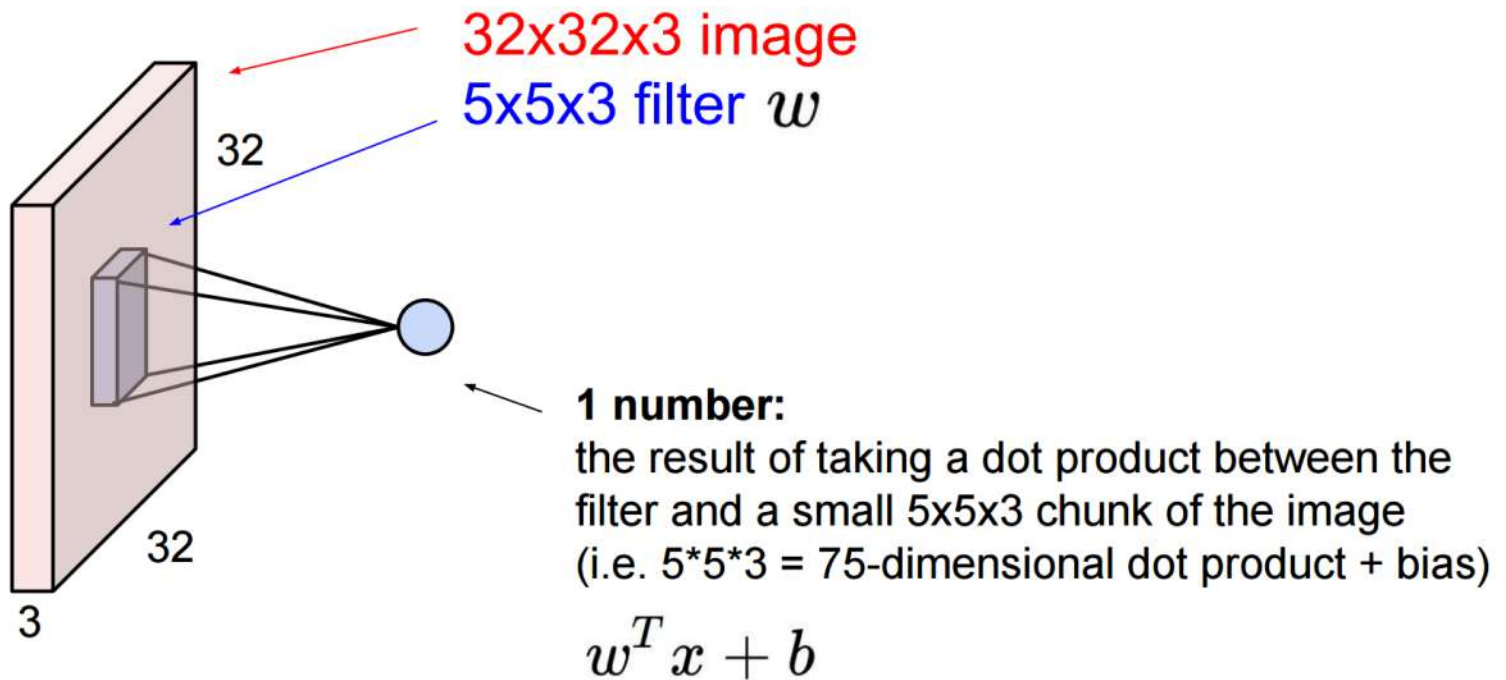 32x32x3 image
5x5x3 filter w
32
1 number:
the result of taking a dot product between the
filter and a small 5x5x3 chunk of the image
(i.e. 5*5*3 = 75-dimensional dot product + bias)
32
3
w^T x + b